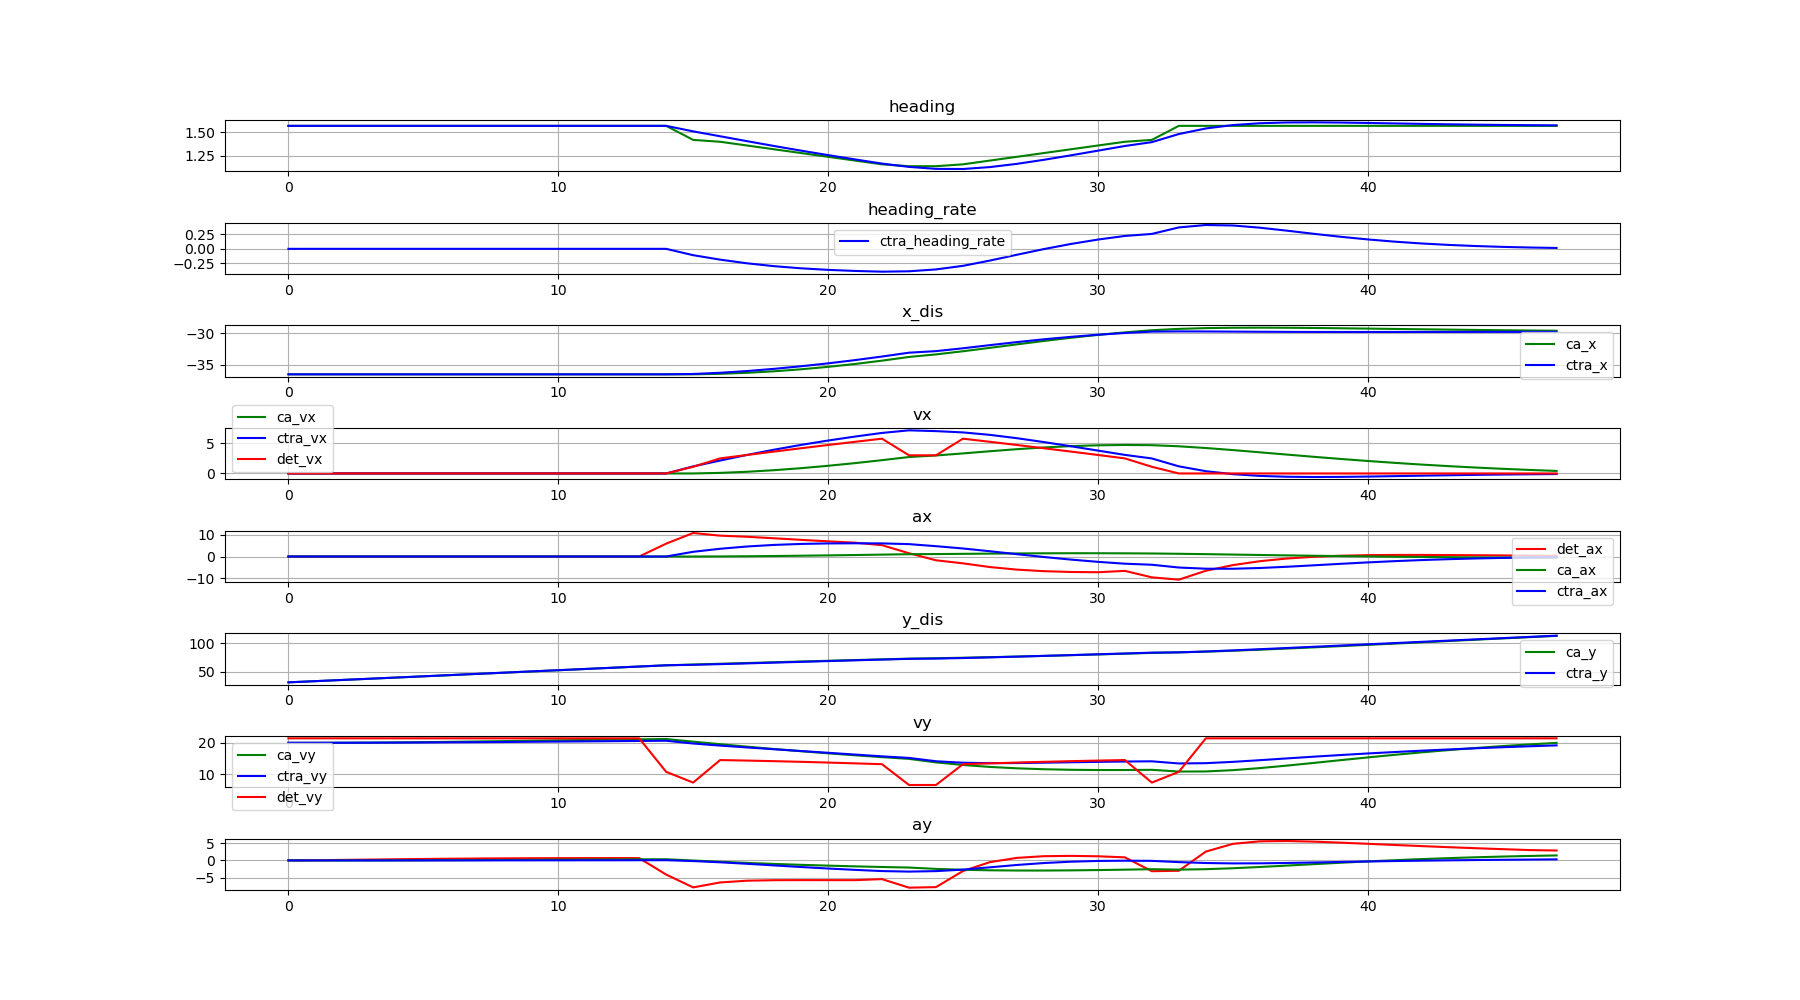 heading
1.50
1.25
0 10 20 30 40
heading_rate
0.25
0.00
−0.25
ctra_heading_rate
0 10 20 30 40
x_dis
−30
−35
ca_x
ctra_x
0 10 20 30 40
vx
ca_vx
ctra_vx
det_vx
5
0
0 10 20 30 40
ax
10
0
−10
det_ax
ca_ax
ctra_ax
0 10 20 30 40
y_dis
100
50
ca_y
ctra_y
0 10 20 30 40
vy
20
10
ca_vy
ctra_vy
det_vy
0 10 20 30 40
ay
5
0
−5
0 10 20 30 40